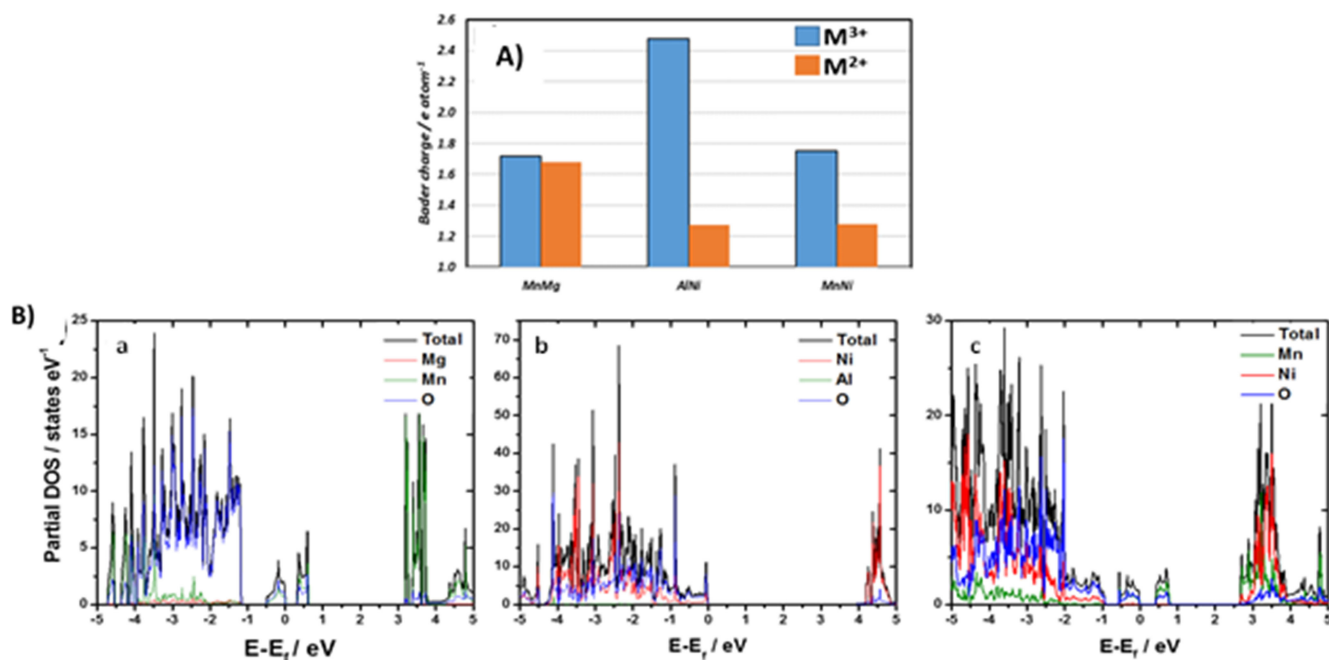 A)
2.6
2.4
2.2
2.0
1.8
1.6
1.4
1.2
1.0
Bader charge / e atom⁻¹
M³⁺
M²⁺
MnMg
AlNi
MnNi
B)
a
25
20
15
10
5
0
Partial DOS / states eV⁻¹
Total
Mg
Mn
O
-5 -4 -3 -2 -1 0 1 2 3 4 5
E-Ef / eV
b
70
60
50
40
30
20
10
0
Total
Ni
Al
O
-5 -4 -3 -2 -1 0 1 2 3 4 5
E-Ef / eV
c
30
20
10
0
Total
Mn
Ni
O
-5 -4 -3 -2 -1 0 1 2 3 4 5
E-Ef / eV